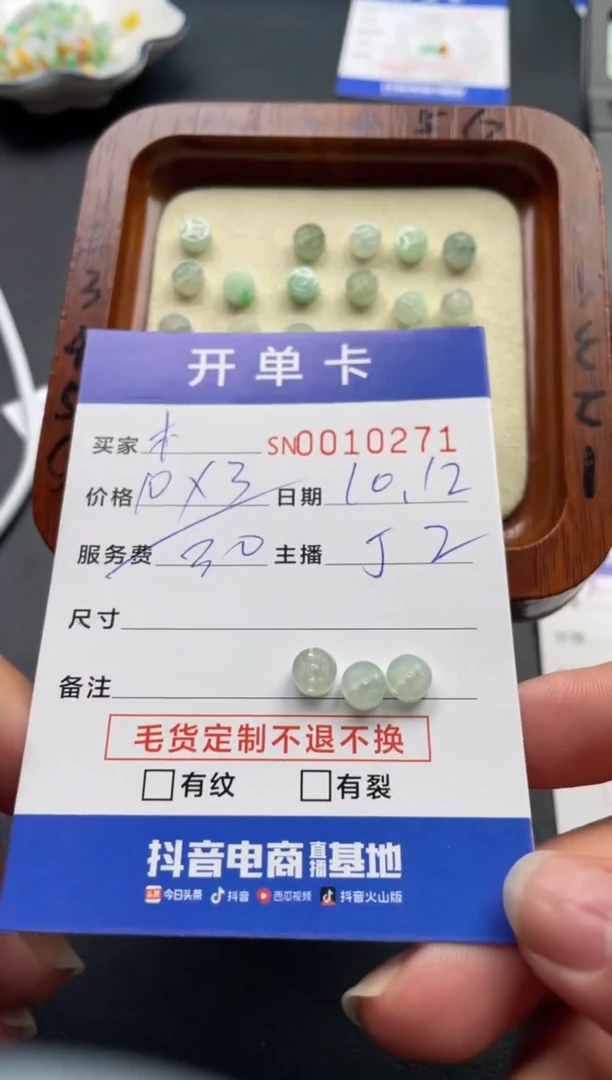 开单卡
买家 木 SN0010271
价格 10X3 日期 10.12
服务费 30 主播 J2
尺寸
备注
毛货定制不退不换
有纹 有裂
抖音电商直播基地
头条 今日头条 抖音 西瓜视频 抖音火山版